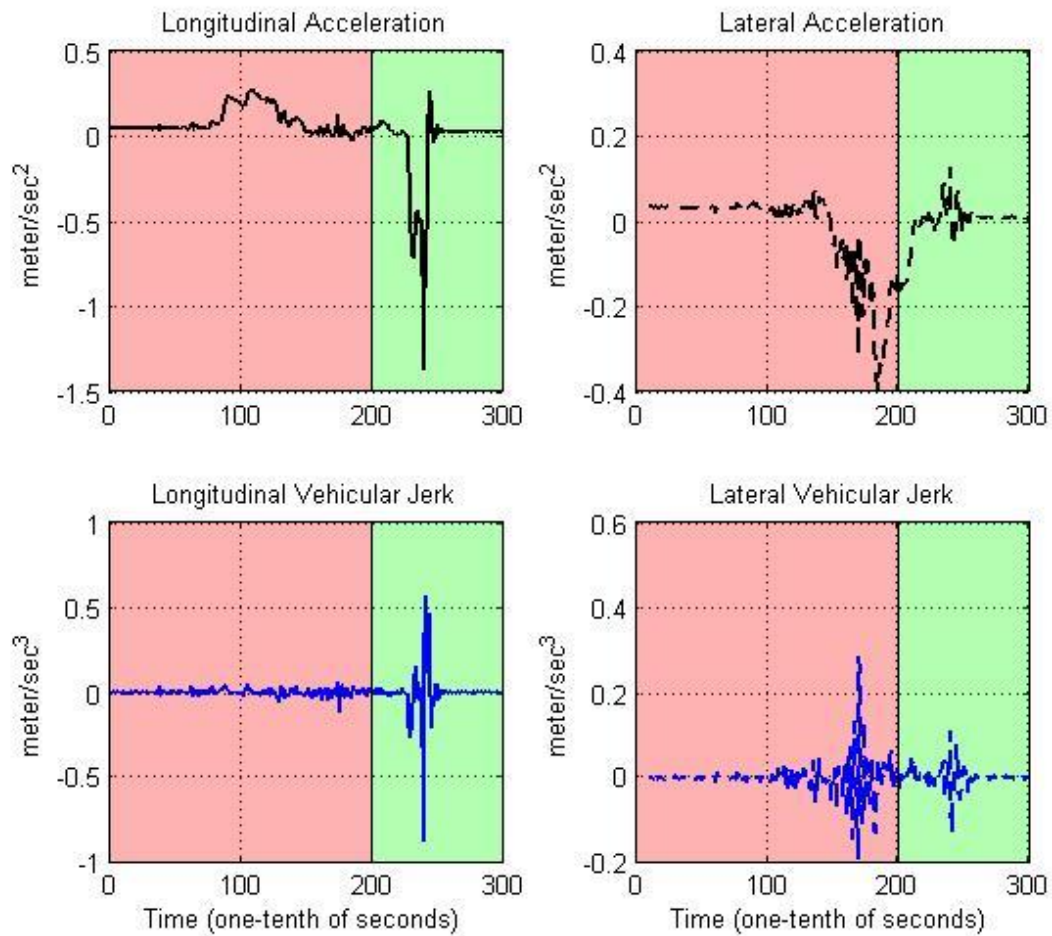 Longitudinal Acceleration
0.5
0
-0.5
-1
-1.5
meter/sec²
0 100 200 300
Lateral Acceleration
0.4
0.2
0
-0.2
-0.4
meter/sec²
0 100 200 300
Longitudinal Vehicular Jerk
1
0.5
0
-0.5
-1
meter/sec³
0 100 200 300
Time (one-tenth of seconds)
Lateral Vehicular Jerk
0.6
0.4
0.2
0
-0.2
meter/sec³
0 100 200 300
Time (one-tenth of seconds)